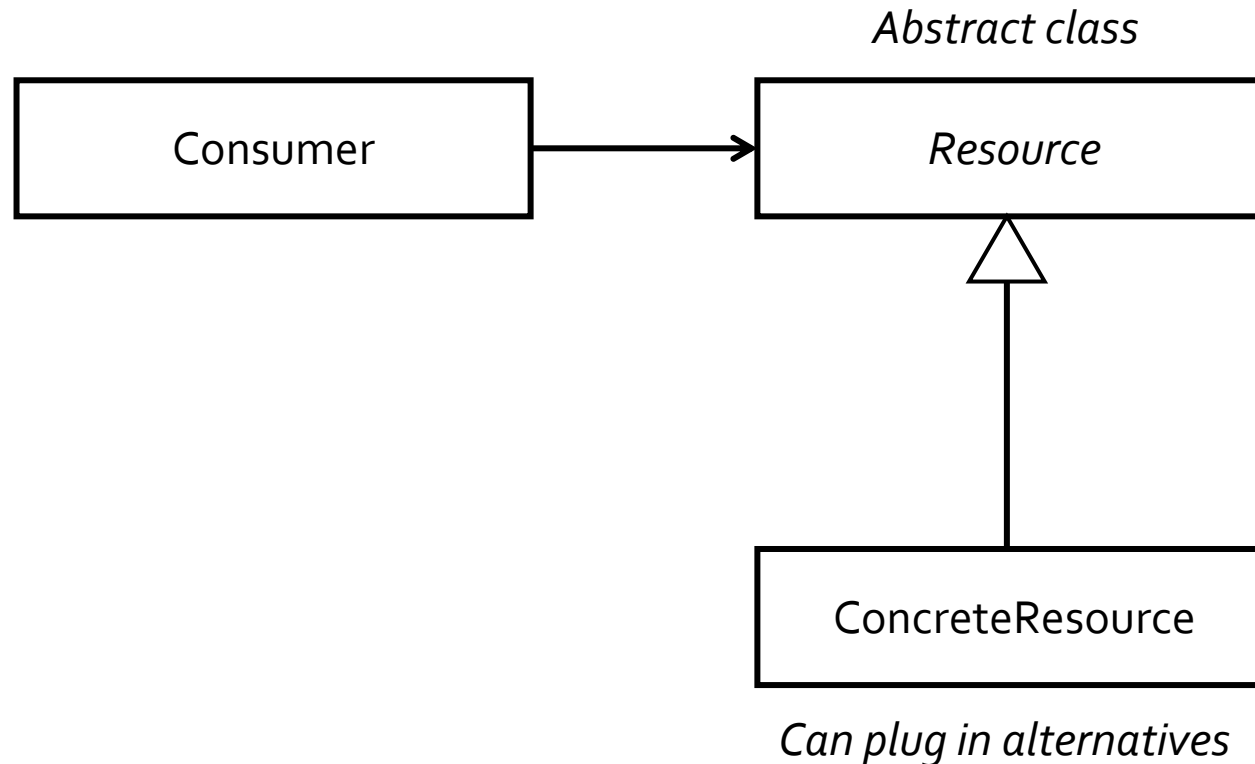 Abstract class
Consumer
Resource
ConcreteResource
Can plug in alternatives